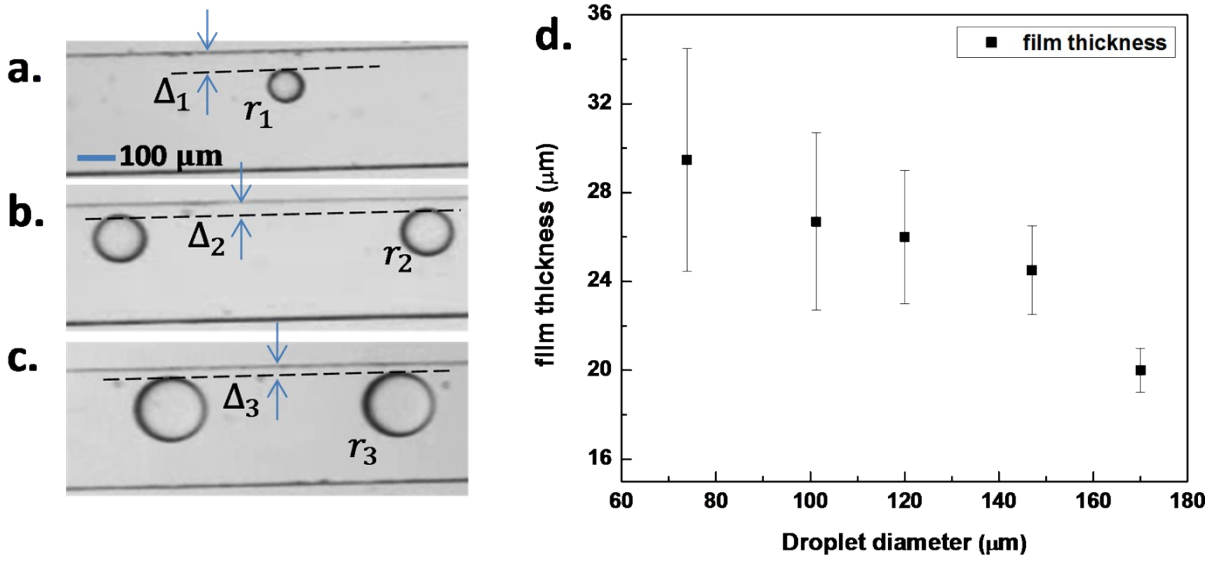 a.
Δ₁
r₁
100 µm
b.
Δ₂
r₂
c.
Δ₃
r₃
d.
film thickness
36
32
28
24
20
16
film thickness (µm)
60 80 100 120 140 160 180
Droplet diameter (µm)